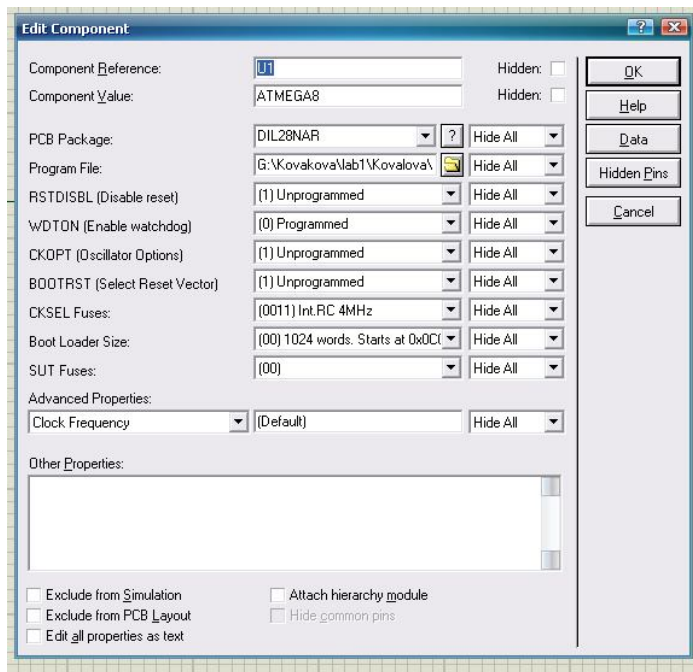 Edit Component
Component Reference: U1 Hidden:
Component Value: ATMEGA8 Hidden:
PCB Package: DIL28NAR ? Hide All
Program File: G:\Kovakova\lab1\Kovalova\ Hide All
RSTDISBL (Disable reset) (1) Unprogrammed Hide All
WDTON (Enable watchdog) (0) Programmed Hide All
CKOPT (Oscillator Options) (1) Unprogrammed Hide All
BOOTRST (Select Reset Vector) (1) Unprogrammed Hide All
CKSEL Fuses: (0011) Int.RC 4MHz Hide All
Boot Loader Size: (00) 1024 words. Starts at 0x0C( Hide All
SUT Fuses: (00) Hide All
Advanced Properties:
Clock Frequency (Default) Hide All
Other Properties:
Exclude from Simulation Attach hierarchy module
Exclude from PCB Layout Hide common pins
Edit all properties as text
OK
Help
Data
Hidden Pins
Cancel